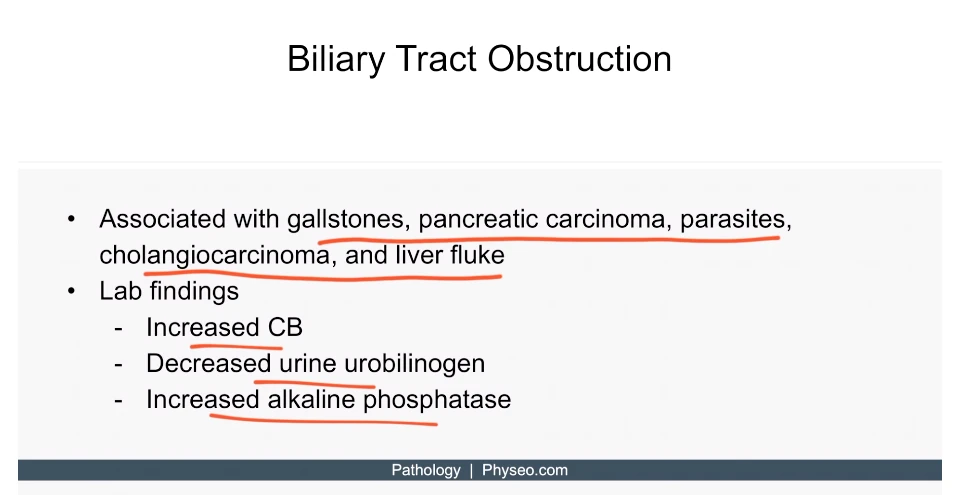 Biliary Tract Obstruction
• Associated with gallstones, pancreatic carcinoma, parasites,
cholangiocarcinoma, and liver fluke
• Lab findings
- Increased CB
- Decreased urine urobilinogen
- Increased alkaline phosphatase
Pathology | Physeo.com